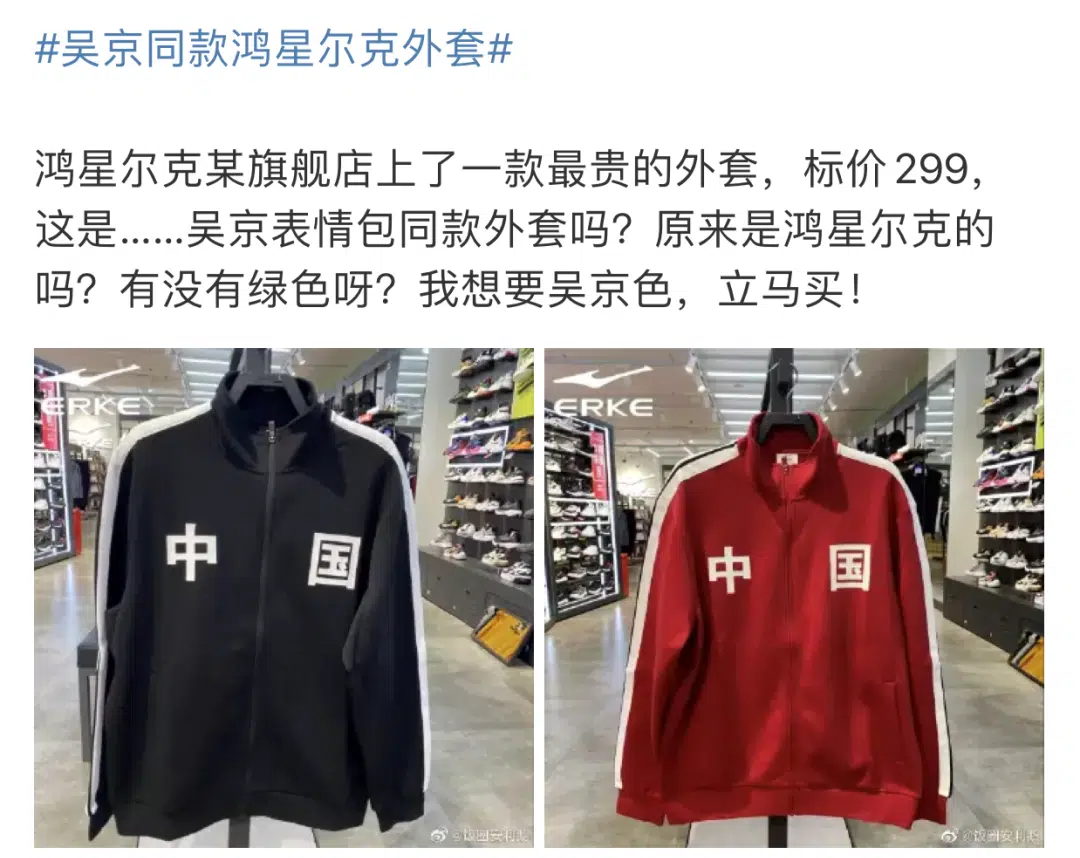 #吴京同款鸿星尔克外套#
鸿星尔克某旗舰店上了一款最贵的外套，标价299，
这是……吴京表情包同款外套吗？原来是鸿星尔克的
吗？有没有绿色呀？我想要吴京色，立马买！
ERKE
中 国
ERKE
中 国